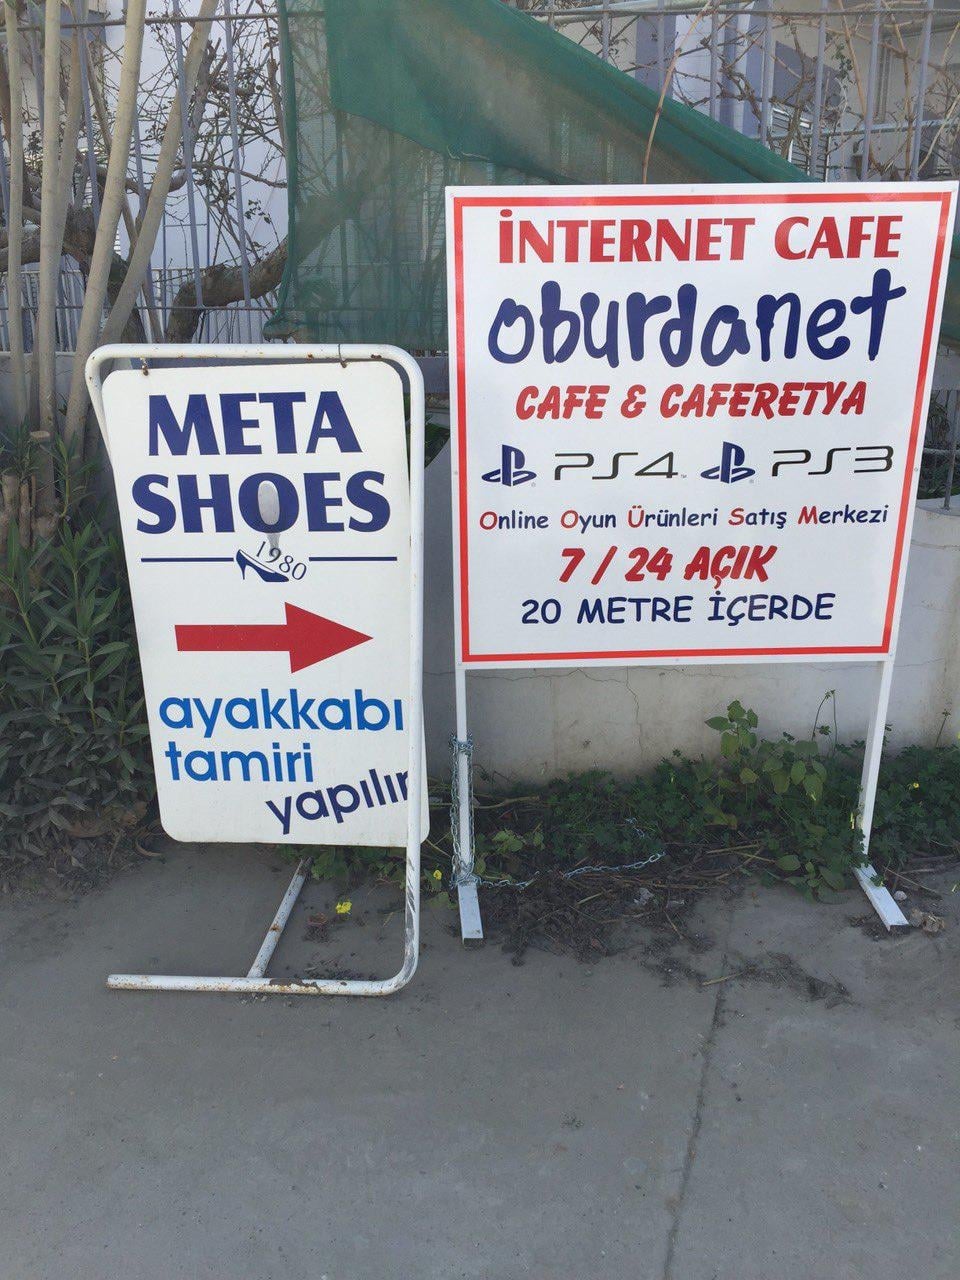 META
SHOES
1980
ayakkabı
tamiri
yapılır
İNTERNET CAFE
oburdanet
CAFE & CAFERETYA
PS4 PS3
Online Oyun Ürünleri Satış Merkezi
7 / 24 AÇIK
20 METRE İÇERDE